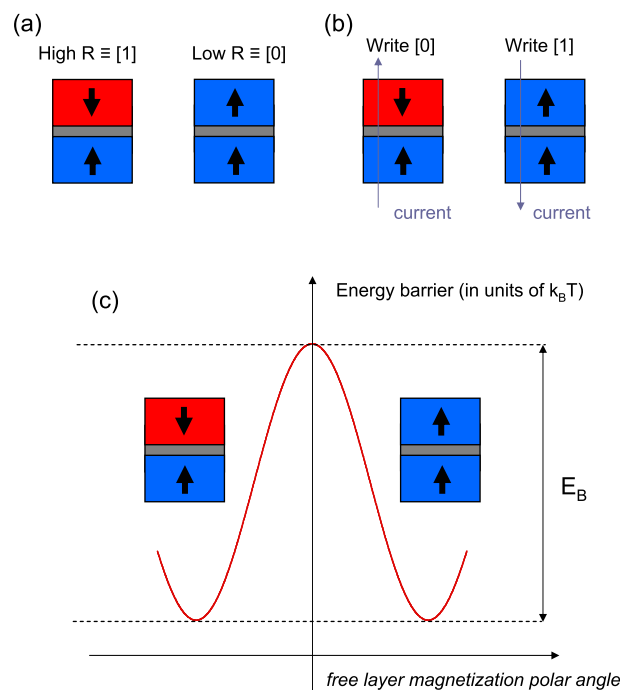 (a)
High R ≡ [1]
Low R ≡ [0]
(b)
Write [0]
Write [1]
current
current
(c)
Energy barrier (in units of kBT)
EB
free layer magnetization polar angle